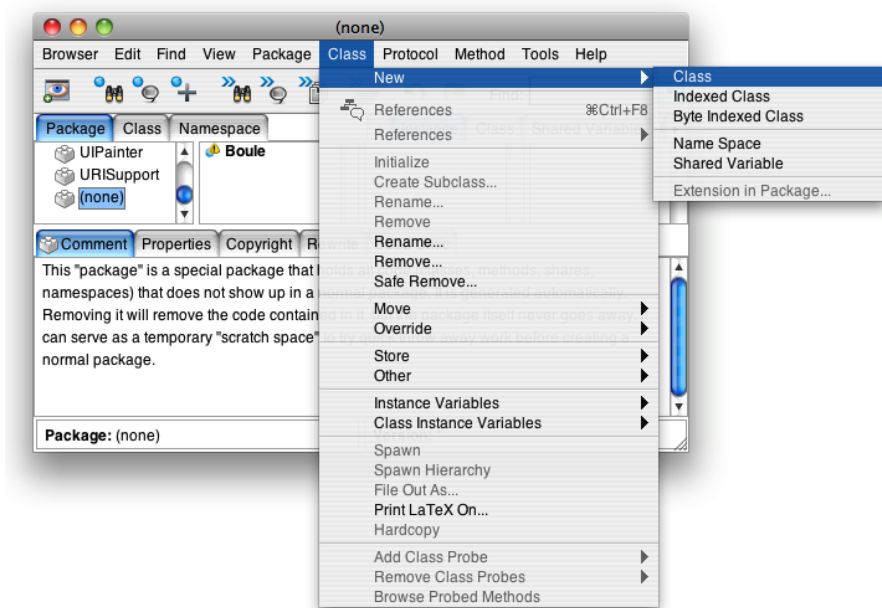 (none)
Browser Edit Find View Package Class Protocol Method Tools Help
New
Class
Find:
Indexed Class
References ⌘Ctrl+F8
Byte Indexed Class
Package Class Namespace
References
Class Shared Variable
Name Space
UIPainter
Boule
Initialize
Shared Variable
URISupport
Create Subclass...
Extension in Package...
(none)
Rename...
Remove
Comment Properties Copyright R
Rename...
This "package" is a special package that
Remove...
namespaces) that does not show up in a
Safe Remove...
Removing it will remove the code contain
Move
can serve as a temporary "scratch space"
Override
normal package.
Store
Other
Instance Variables
Package: (none)
Class Instance Variables
Spawn
Spawn Hierarchy
File Out As...
Print LaTeX On...
Hardcopy
Add Class Probe
Remove Class Probes
Browse Probed Methods